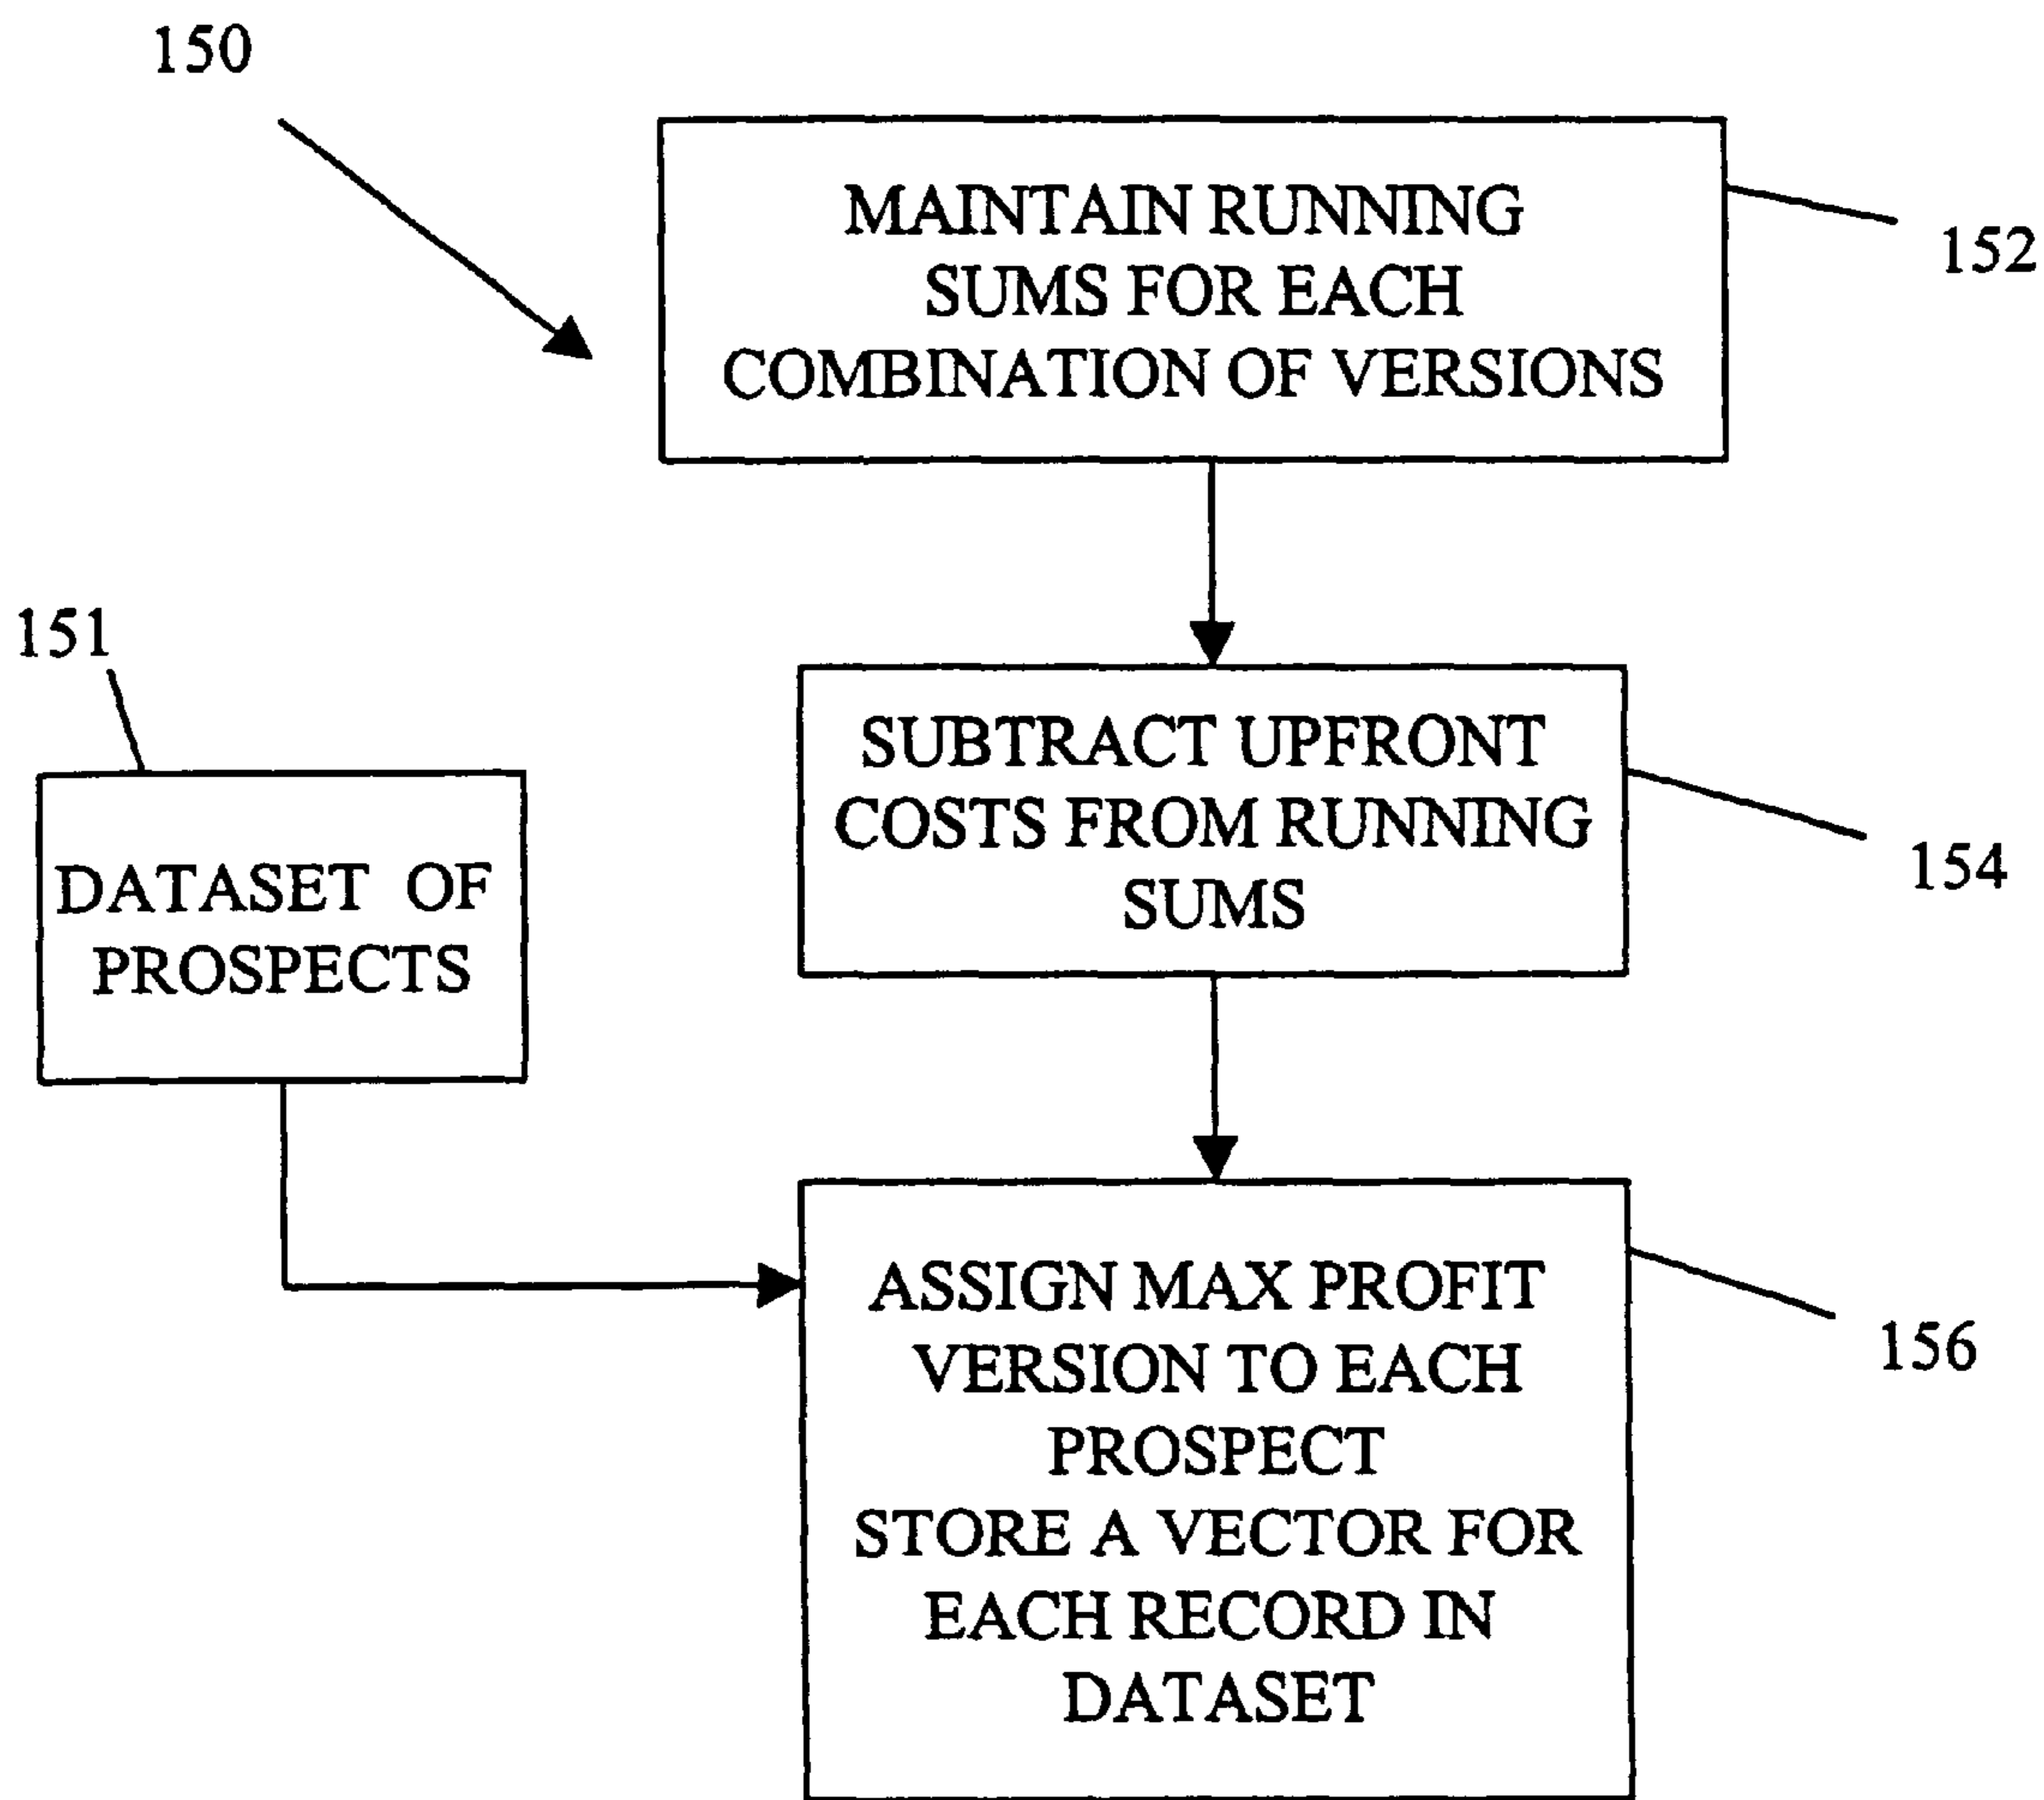 150
MAINTAIN RUNNING
SUMS FOR EACH
COMBINATION OF VERSIONS
152
151
DATASET OF
PROSPECTS
SUBTRACT UPFRONT
COSTS FROM RUNNING
SUMS
154
ASSIGN MAX PROFIT
VERSION TO EACH
PROSPECT
STORE A VECTOR FOR
EACH RECORD IN
DATASET
156